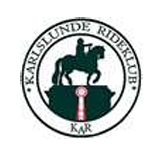 · KARLSLUNDE RIDEKLUB ·
KAR